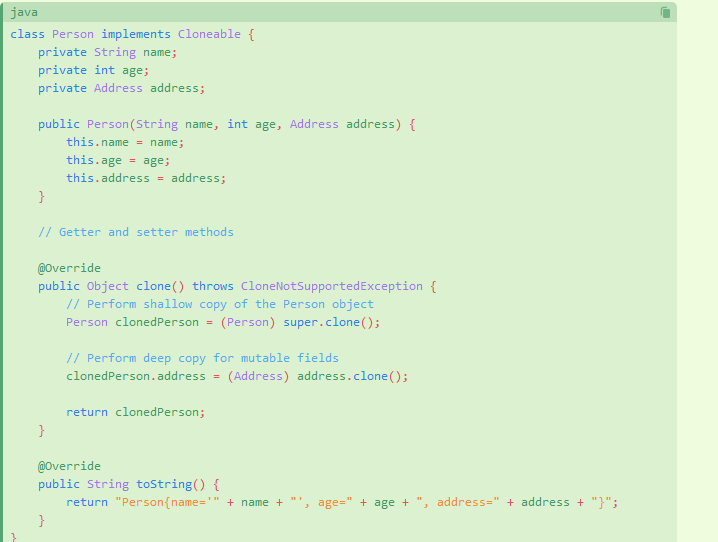 java
class Person implements Cloneable {
    private String name;
    private int age;
    private Address address;

    public Person(String name, int age, Address address) {
        this.name = name;
        this.age = age;
        this.address = address;
    }

    // Getter and setter methods

    @Override
    public Object clone() throws CloneNotSupportedException {
        // Perform shallow copy of the Person object
        Person clonedPerson = (Person) super.clone();

        // Perform deep copy for mutable fields
        clonedPerson.address = (Address) address.clone();

        return clonedPerson;
    }

    @Override
    public String toString() {
        return "Person{name='" + name + "', age=" + age + ", address=" + address + "}";
    }
}